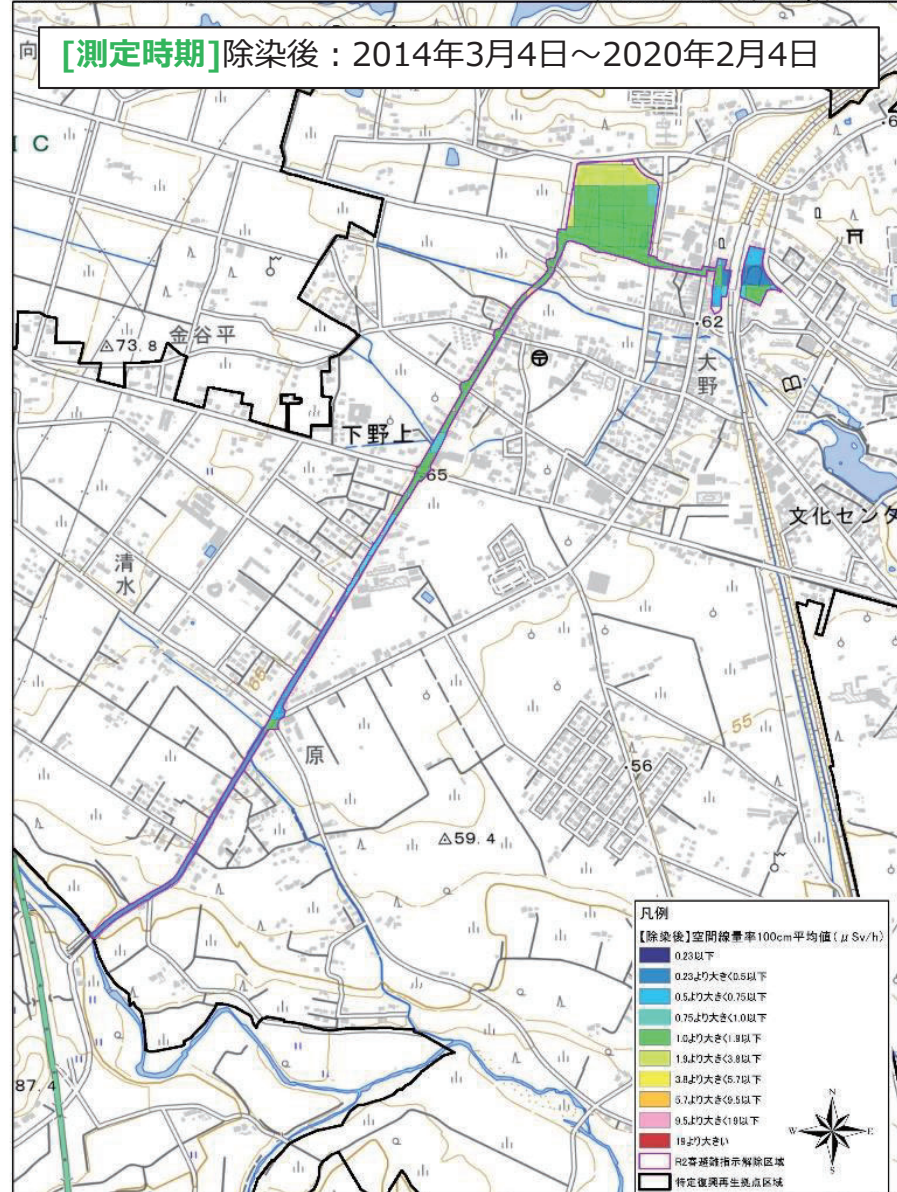 [測定時期]除染後：2014年3月4日～2020年2月4日
向
I C
.62
金谷平
△73.8
大野
下野上
65
文化センタ
清水
65
原
55
.56
△59.4
87.4
凡例
【除染後】空間線量率100cm平均値(μSv/h)
0.23以下
0.23より大きく0.5以下
0.5より大きく0.75以下
0.75より大きく1.0以下
1.0より大きく1.9以下
1.9より大きく3.8以下
3.8より大きく5.7以下
5.7より大きく9.5以下
9.5より大きく19以下
19より大きい
R2春避難指示解除区域
特定復興再生拠点区域
N
W
E
S